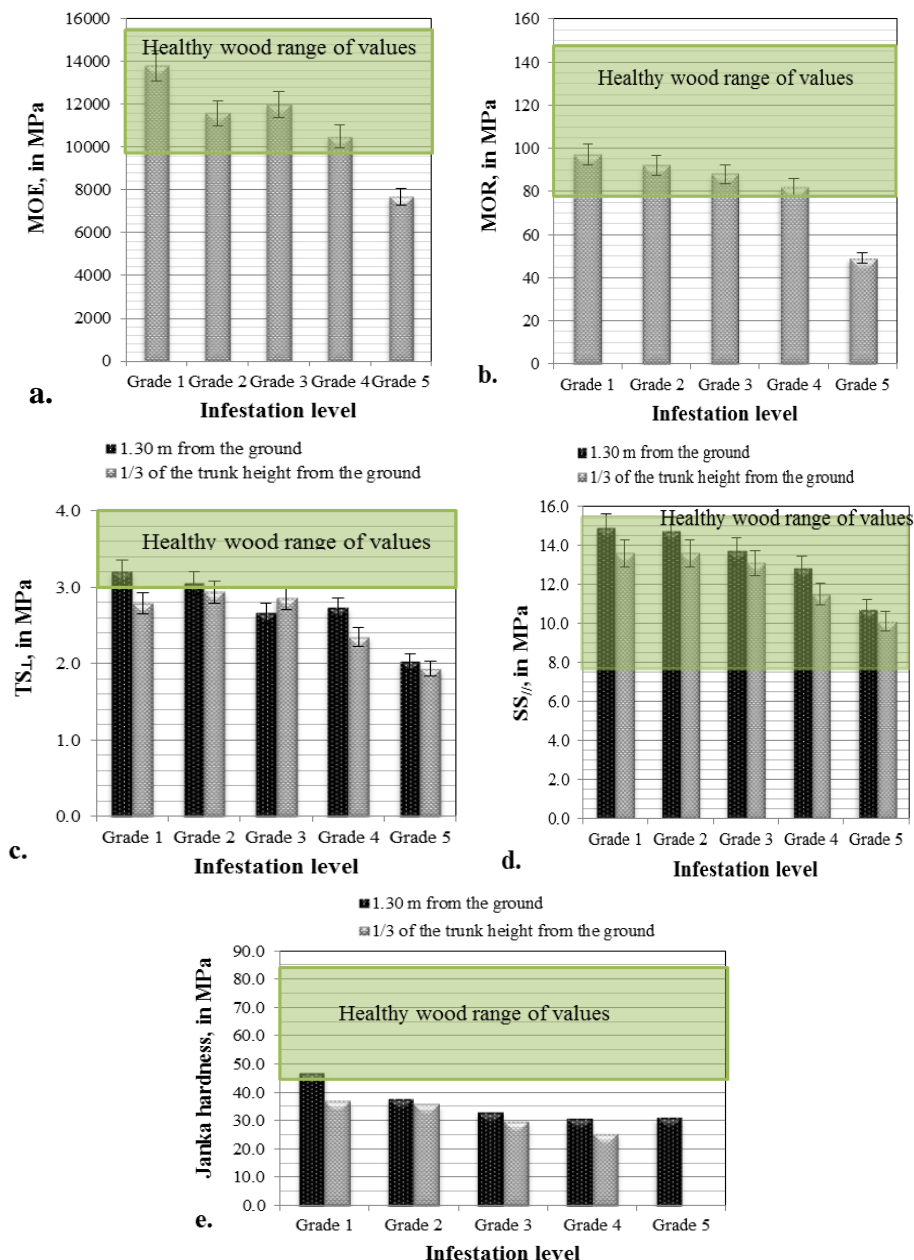 16000
14000
12000
10000
8000
6000
4000
2000
0
MOE, in MPa
Healthy wood range of values
Grade 1 Grade 2 Grade 3 Grade 4 Grade 5
Infestation level
a.
160
140
120
100
80
60
40
20
0
MOR, in MPa
Healthy wood range of values
Grade 1 Grade 2 Grade 3 Grade 4 Grade 5
Infestation level
b.
1.30 m from the ground
1/3 of the trunk height from the ground
4.0
3.0
2.0
1.0
0.0
TS⊥, in MPa
Healthy wood range of values
Grade 1 Grade 2 Grade 3 Grade 4 Grade 5
Infestation level
c.
1.30 m from the ground
1/3 of the trunk height from the ground
16.0
14.0
12.0
10.0
8.0
6.0
4.0
2.0
0.0
SS//, in MPa
Healthy wood range of values
Grade 1 Grade 2 Grade 3 Grade 4 Grade 5
Infestation level
d.
1.30 m from the ground
1/3 of the trunk height from the ground
90.0
80.0
70.0
60.0
50.0
40.0
30.0
20.0
10.0
0.0
Janka hardness, in MPa
Healthy wood range of values
Grade 1 Grade 2 Grade 3 Grade 4 Grade 5
Infestation level
e.